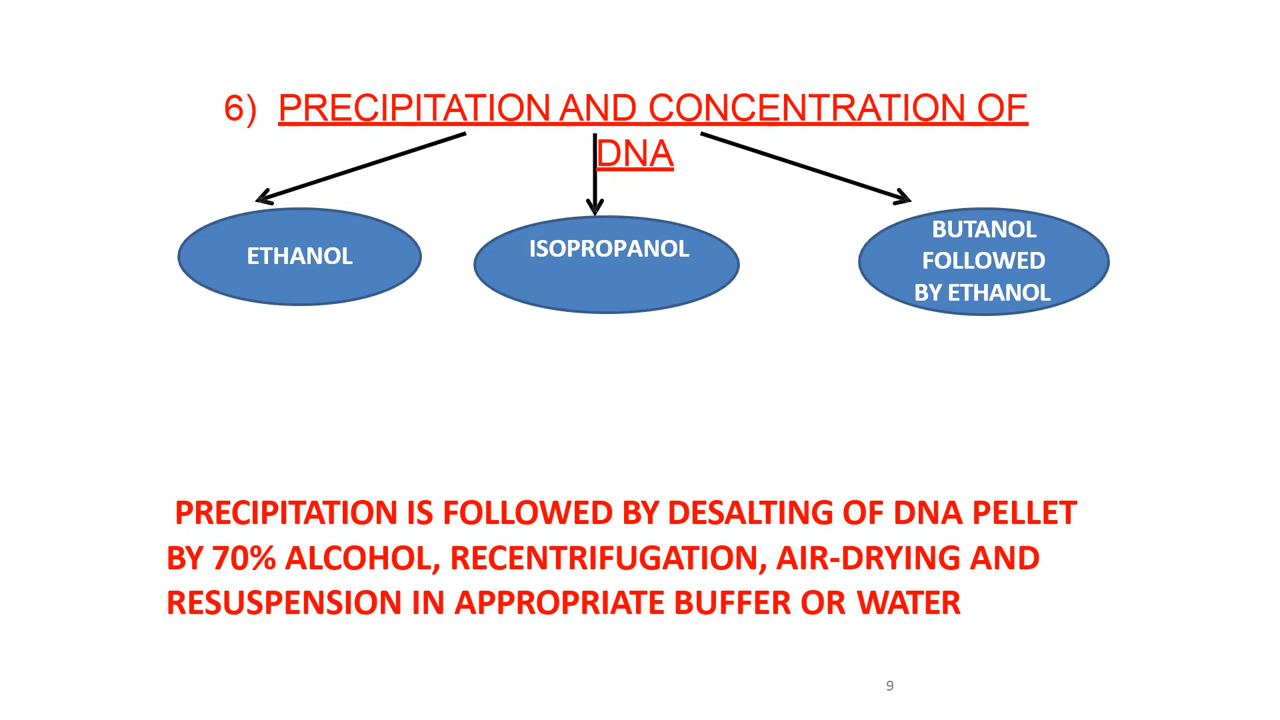 6) PRECIPITATION AND CONCENTRATION OF
DNA
ETHANOL
ISOPROPANOL
BUTANOL
FOLLOWED
BY ETHANOL
PRECIPITATION IS FOLLOWED BY DESALTING OF DNA PELLET
BY 70% ALCOHOL, RECENTRIFUGATION, AIR-DRYING AND
RESUSPENSION IN APPROPRIATE BUFFER OR WATER
9